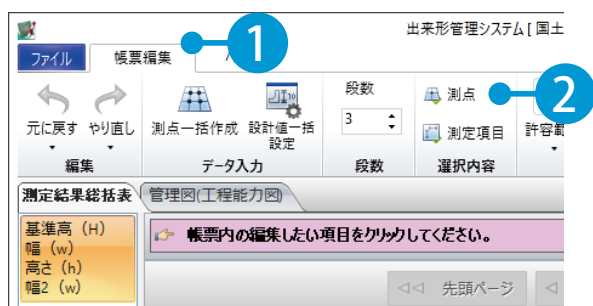 出来形管理システム [ 国土
1
ファイル 帳票編集
2
元に戻す やり直し
編集
測点一括作成 設計値一括
設定
データ入力
段数
3
段数
測点
測定項目
選択内容
許容範
測定結果総括表 管理図(工程能力図)
基準高 (H)
幅 (w)
高さ (h)
幅2 (w)
帳票内の編集したい項目をクリックしてください。
先頭ページ